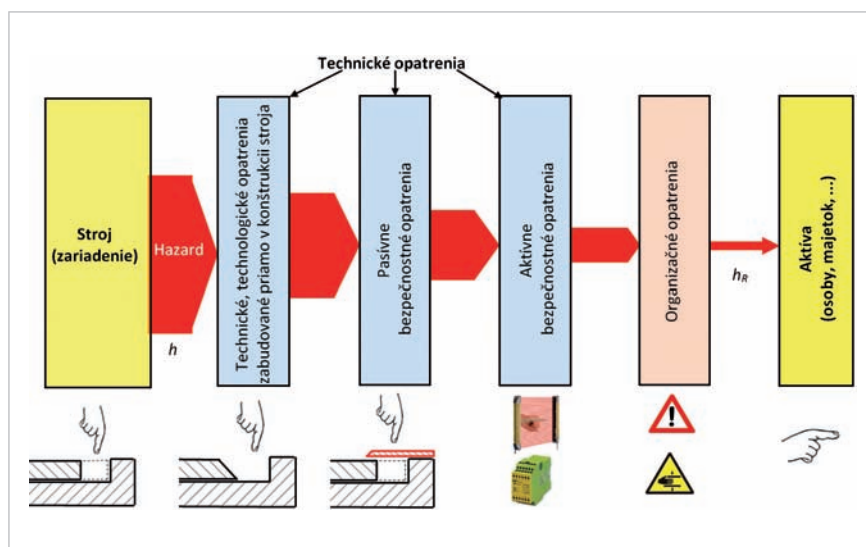 Technické opatrenia
Stroj
(zariadenie)
Hazard
h
Technické, technologické opatrenia
zabudované priamo v konštrukcii stroja
Pasívne
bezpečnostné opatrenia
Aktívne
bezpečnostné opatrenia
Organizačné opatrenia
hR
Aktíva
(osoby, majetok, ...)